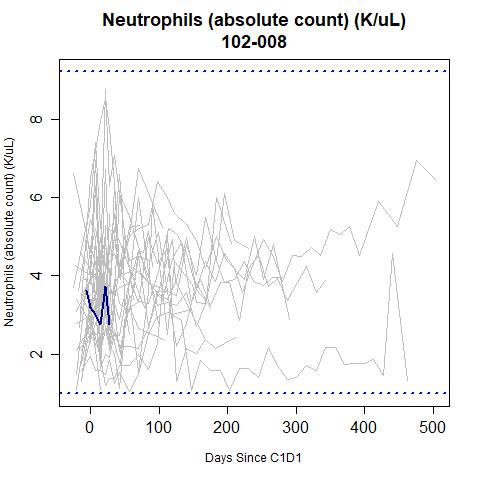 Neutrophils (absolute count) (K/uL)
102-008
Neutrophils (absolute count) (K/uL)
8
6
4
2
0 100 200 300 400 500
Days Since C1D1